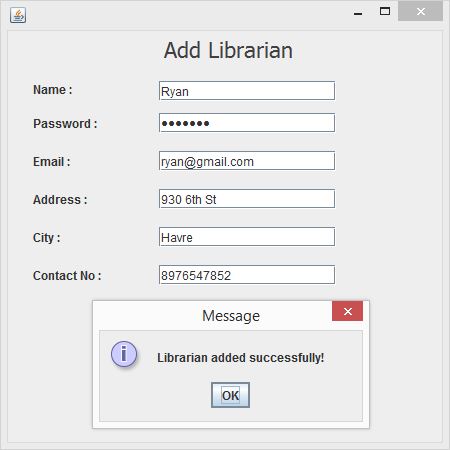 Add Librarian
Name : Ryan
Password : ●●●●●●●
Email : ryan@gmail.com
Address : 930 6th St
City : Havre
Contact No : 8976547852
Message
Librarian added successfully!
OK